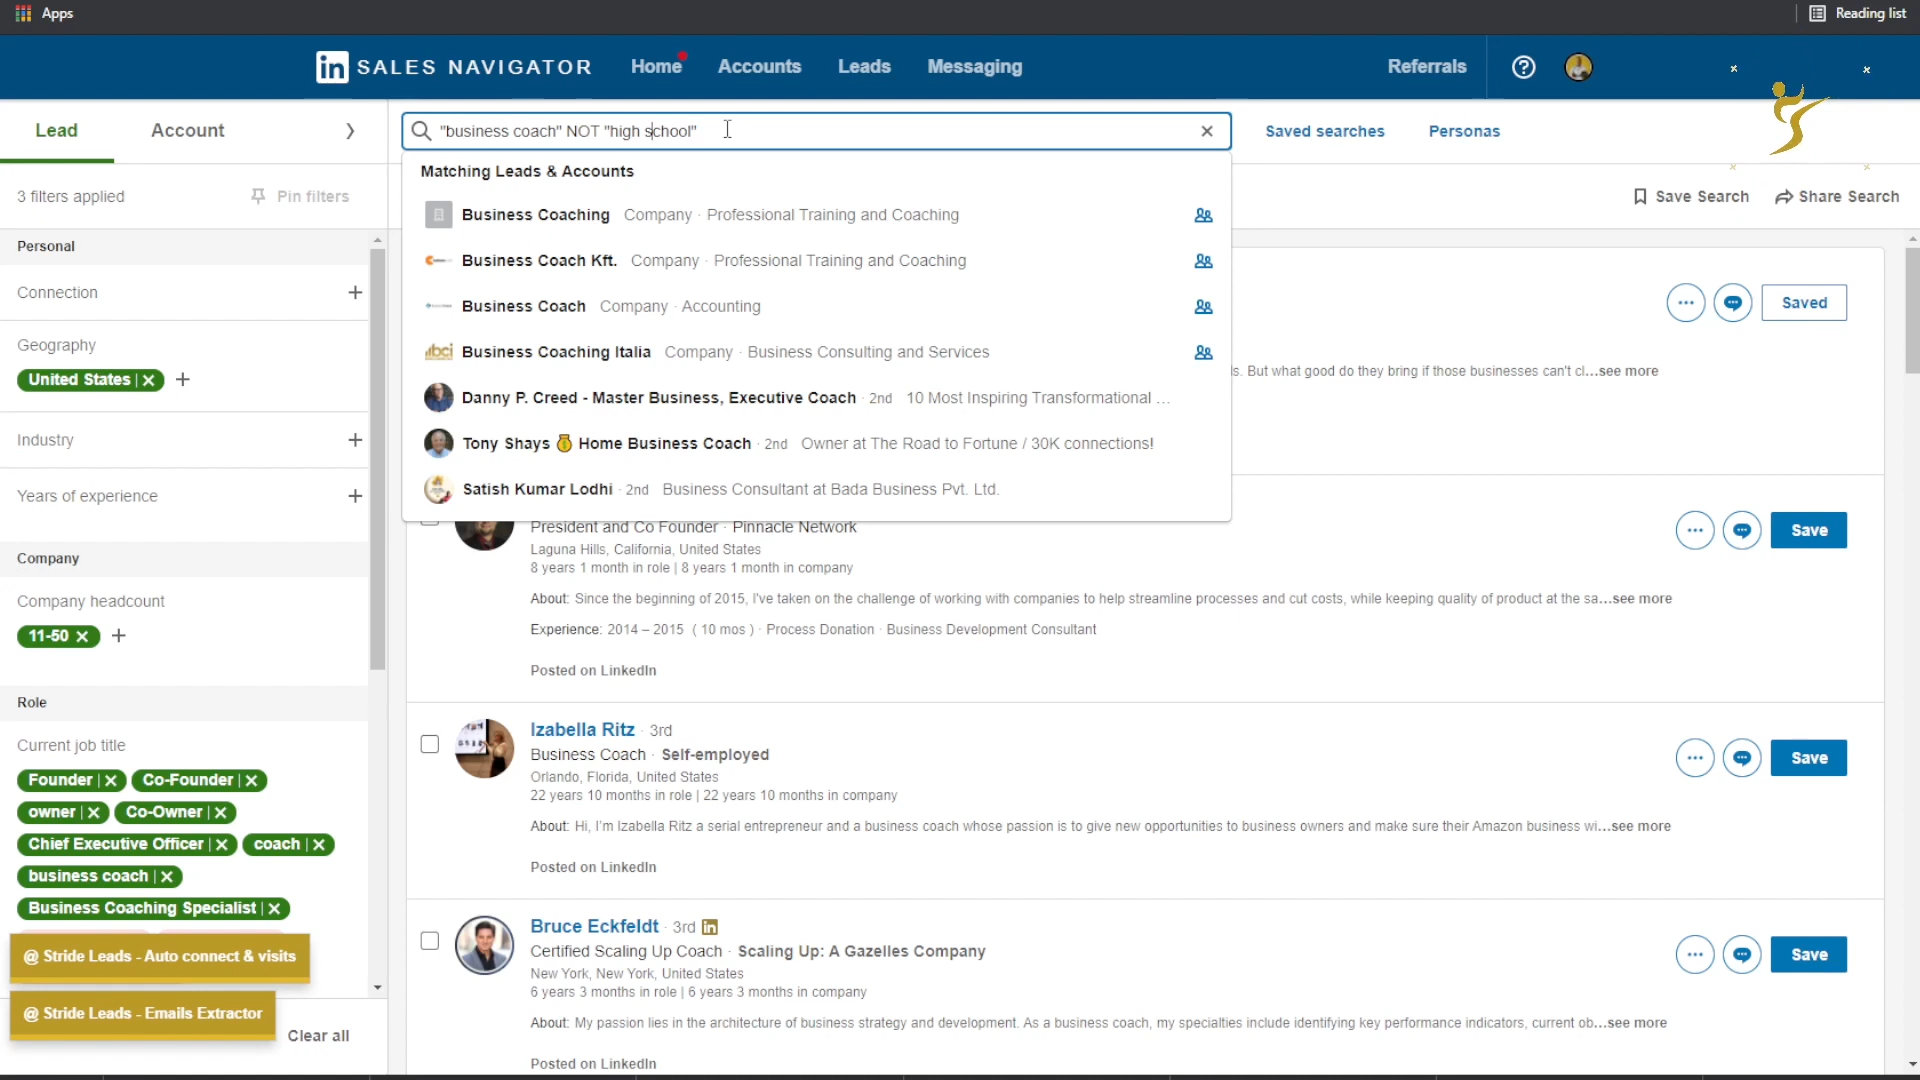 Apps
Reading list
in SALES NAVIGATOR
Home
Accounts
Leads
Messaging
Referrals
Lead
Account
"business coach" NOT "high school"
Saved searches
Personas
3 filters applied
Pin filters
Save Search
Share Search
Matching Leads & Accounts
Business Coaching Company · Professional Training and Coaching
Business Coach Kft. Company · Professional Training and Coaching
Business Coach Company · Accounting
Business Coaching Italia Company · Business Consulting and Services
Danny P. Creed - Master Business, Executive Coach · 2nd 10 Most Inspiring Transformational ...
Tony Shays Home Business Coach · 2nd Owner at The Road to Fortune / 30K connections!
Satish Kumar Lodhi · 2nd Business Consultant at Bada Business Pvt. Ltd.
Personal
Connection
Geography
United States
Industry
Years of experience
Company
Company headcount
11-50
Role
Current job title
Founder
Co-Founder
owner
Co-Owner
Chief Executive Officer
coach
business coach
Business Coaching Specialist
@ Stride Leads - Auto connect & visits
@ Stride Leads - Emails Extractor
Clear all
Saved
s. But what good do they bring if those businesses can't cl...see more
President and Co Founder · Pinnacle Network
Laguna Hills, California, United States
8 years 1 month in role | 8 years 1 month in company
Save
About: Since the beginning of 2015, I've taken on the challenge of working with companies to help streamline processes and cut costs, while keeping quality of product at the sa...see more
Experience: 2014 – 2015 ( 10 mos ) · Process Donation · Business Development Consultant
Posted on LinkedIn
Izabella Ritz · 3rd
Business Coach · Self-employed
Orlando, Florida, United States
22 years 10 months in role | 22 years 10 months in company
Save
About: Hi, I'm Izabella Ritz a serial entrepreneur and a business coach whose passion is to give new opportunities to business owners and make sure their Amazon business wi...see more
Posted on LinkedIn
Bruce Eckfeldt · 3rd in
Certified Scaling Up Coach · Scaling Up: A Gazelles Company
New York, New York, United States
6 years 3 months in role | 6 years 3 months in company
Save
About: My passion lies in the architecture of business strategy and development. As a business coach, my specialties include identifying key performance indicators, current ob...see more
Posted on LinkedIn